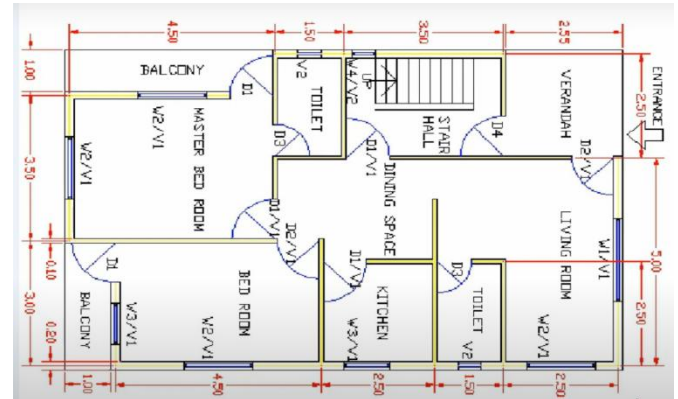 4.50
1.50
3.50
2.55
1.00
BALCONY
D1
V2
TOILET
D3
W4/V2
UP
STAIR
HALL
D4
VERANDAH
2.50
ENTRANCE
D2/V1
W2/V1
W2/V1
MASTER BED ROOM
3.50
D1/V1
D1/V1
D2/V1
DINING SPACE
LIVING ROOM
W1/V1
5.00
D1
0.10
BALCONY
3.00
0.20
W3/V1
BED ROOM
W2/V1
D1/V1
KITCHEN
W3/V1
D3
TOILET
V2
W2/V1
2.50
1.00
4.50
2.50
1.50
2.50